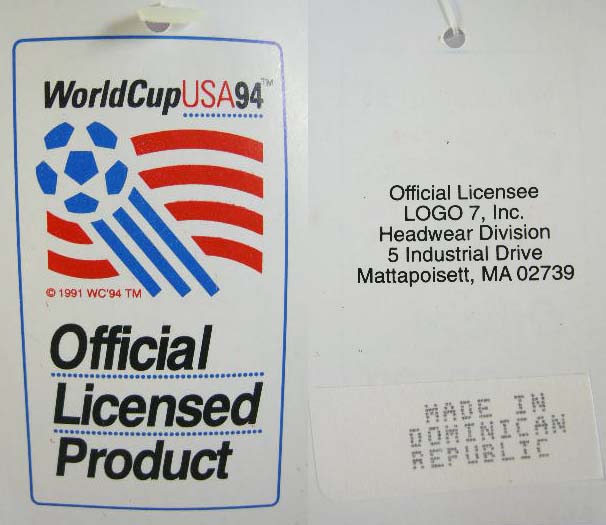 WorldCupUSA94™
© 1991 WC'94 TM
Official
Licensed
Product
Official Licensee
LOGO 7, Inc.
Headwear Division
5 Industrial Drive
Mattapoisett, MA 02739
MADE IN
DOMINICAN
REPUBLIC